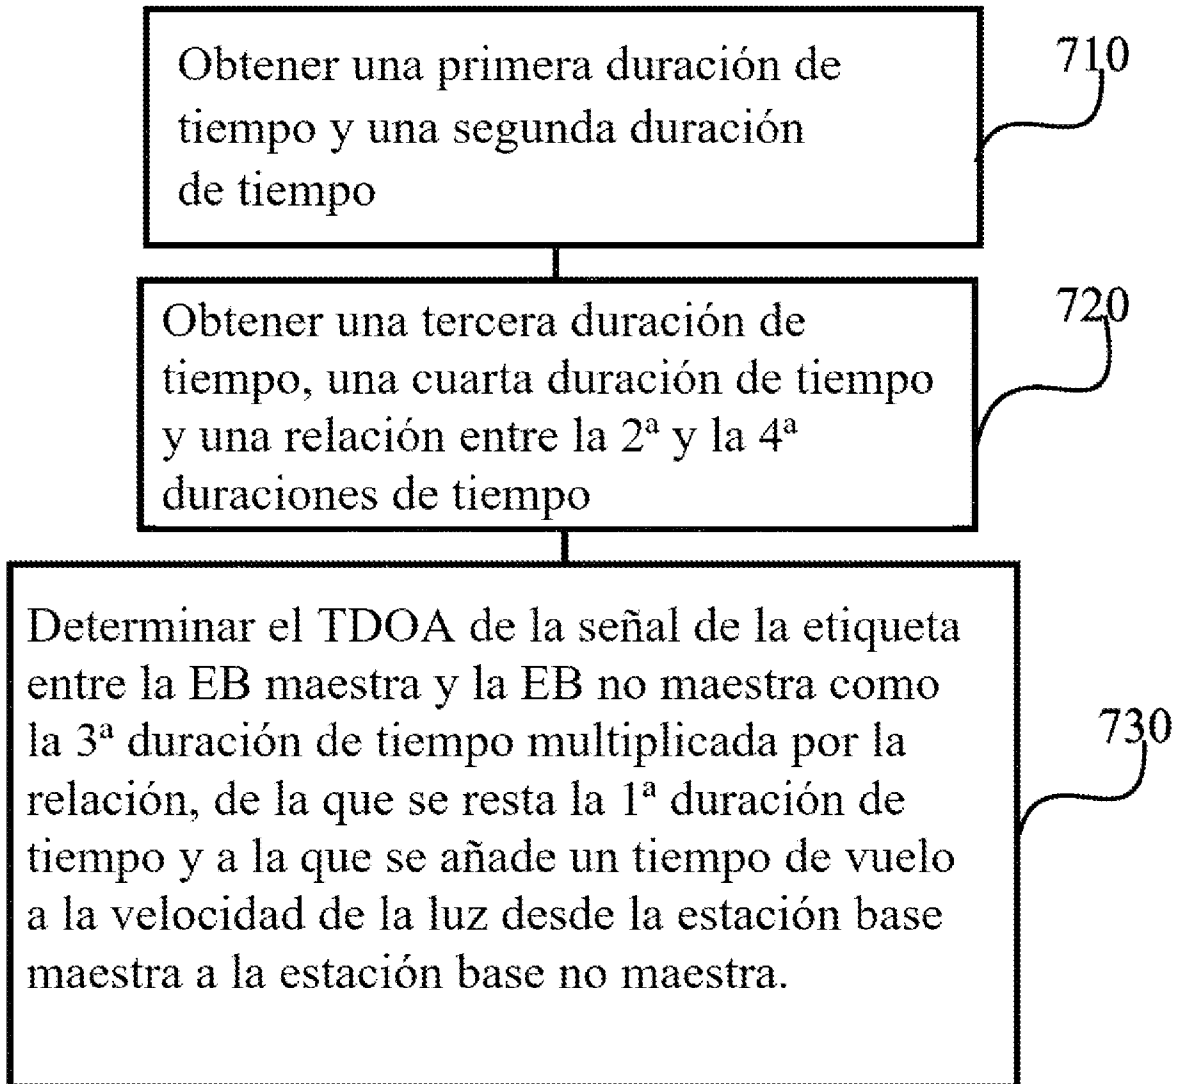 Obtener una primera duración de
tiempo y una segunda duración
de tiempo
710
Obtener una tercera duración de
tiempo, una cuarta duración de tiempo
y una relación entre la 2ª y la 4ª
duraciones de tiempo
720
Determinar el TDOA de la señal de la etiqueta
entre la EB maestra y la EB no maestra como
la 3ª duración de tiempo multiplicada por la
relación, de la que se resta la 1ª duración de
tiempo y a la que se añade un tiempo de vuelo
a la velocidad de la luz desde la estación base
maestra a la estación base no maestra.
730